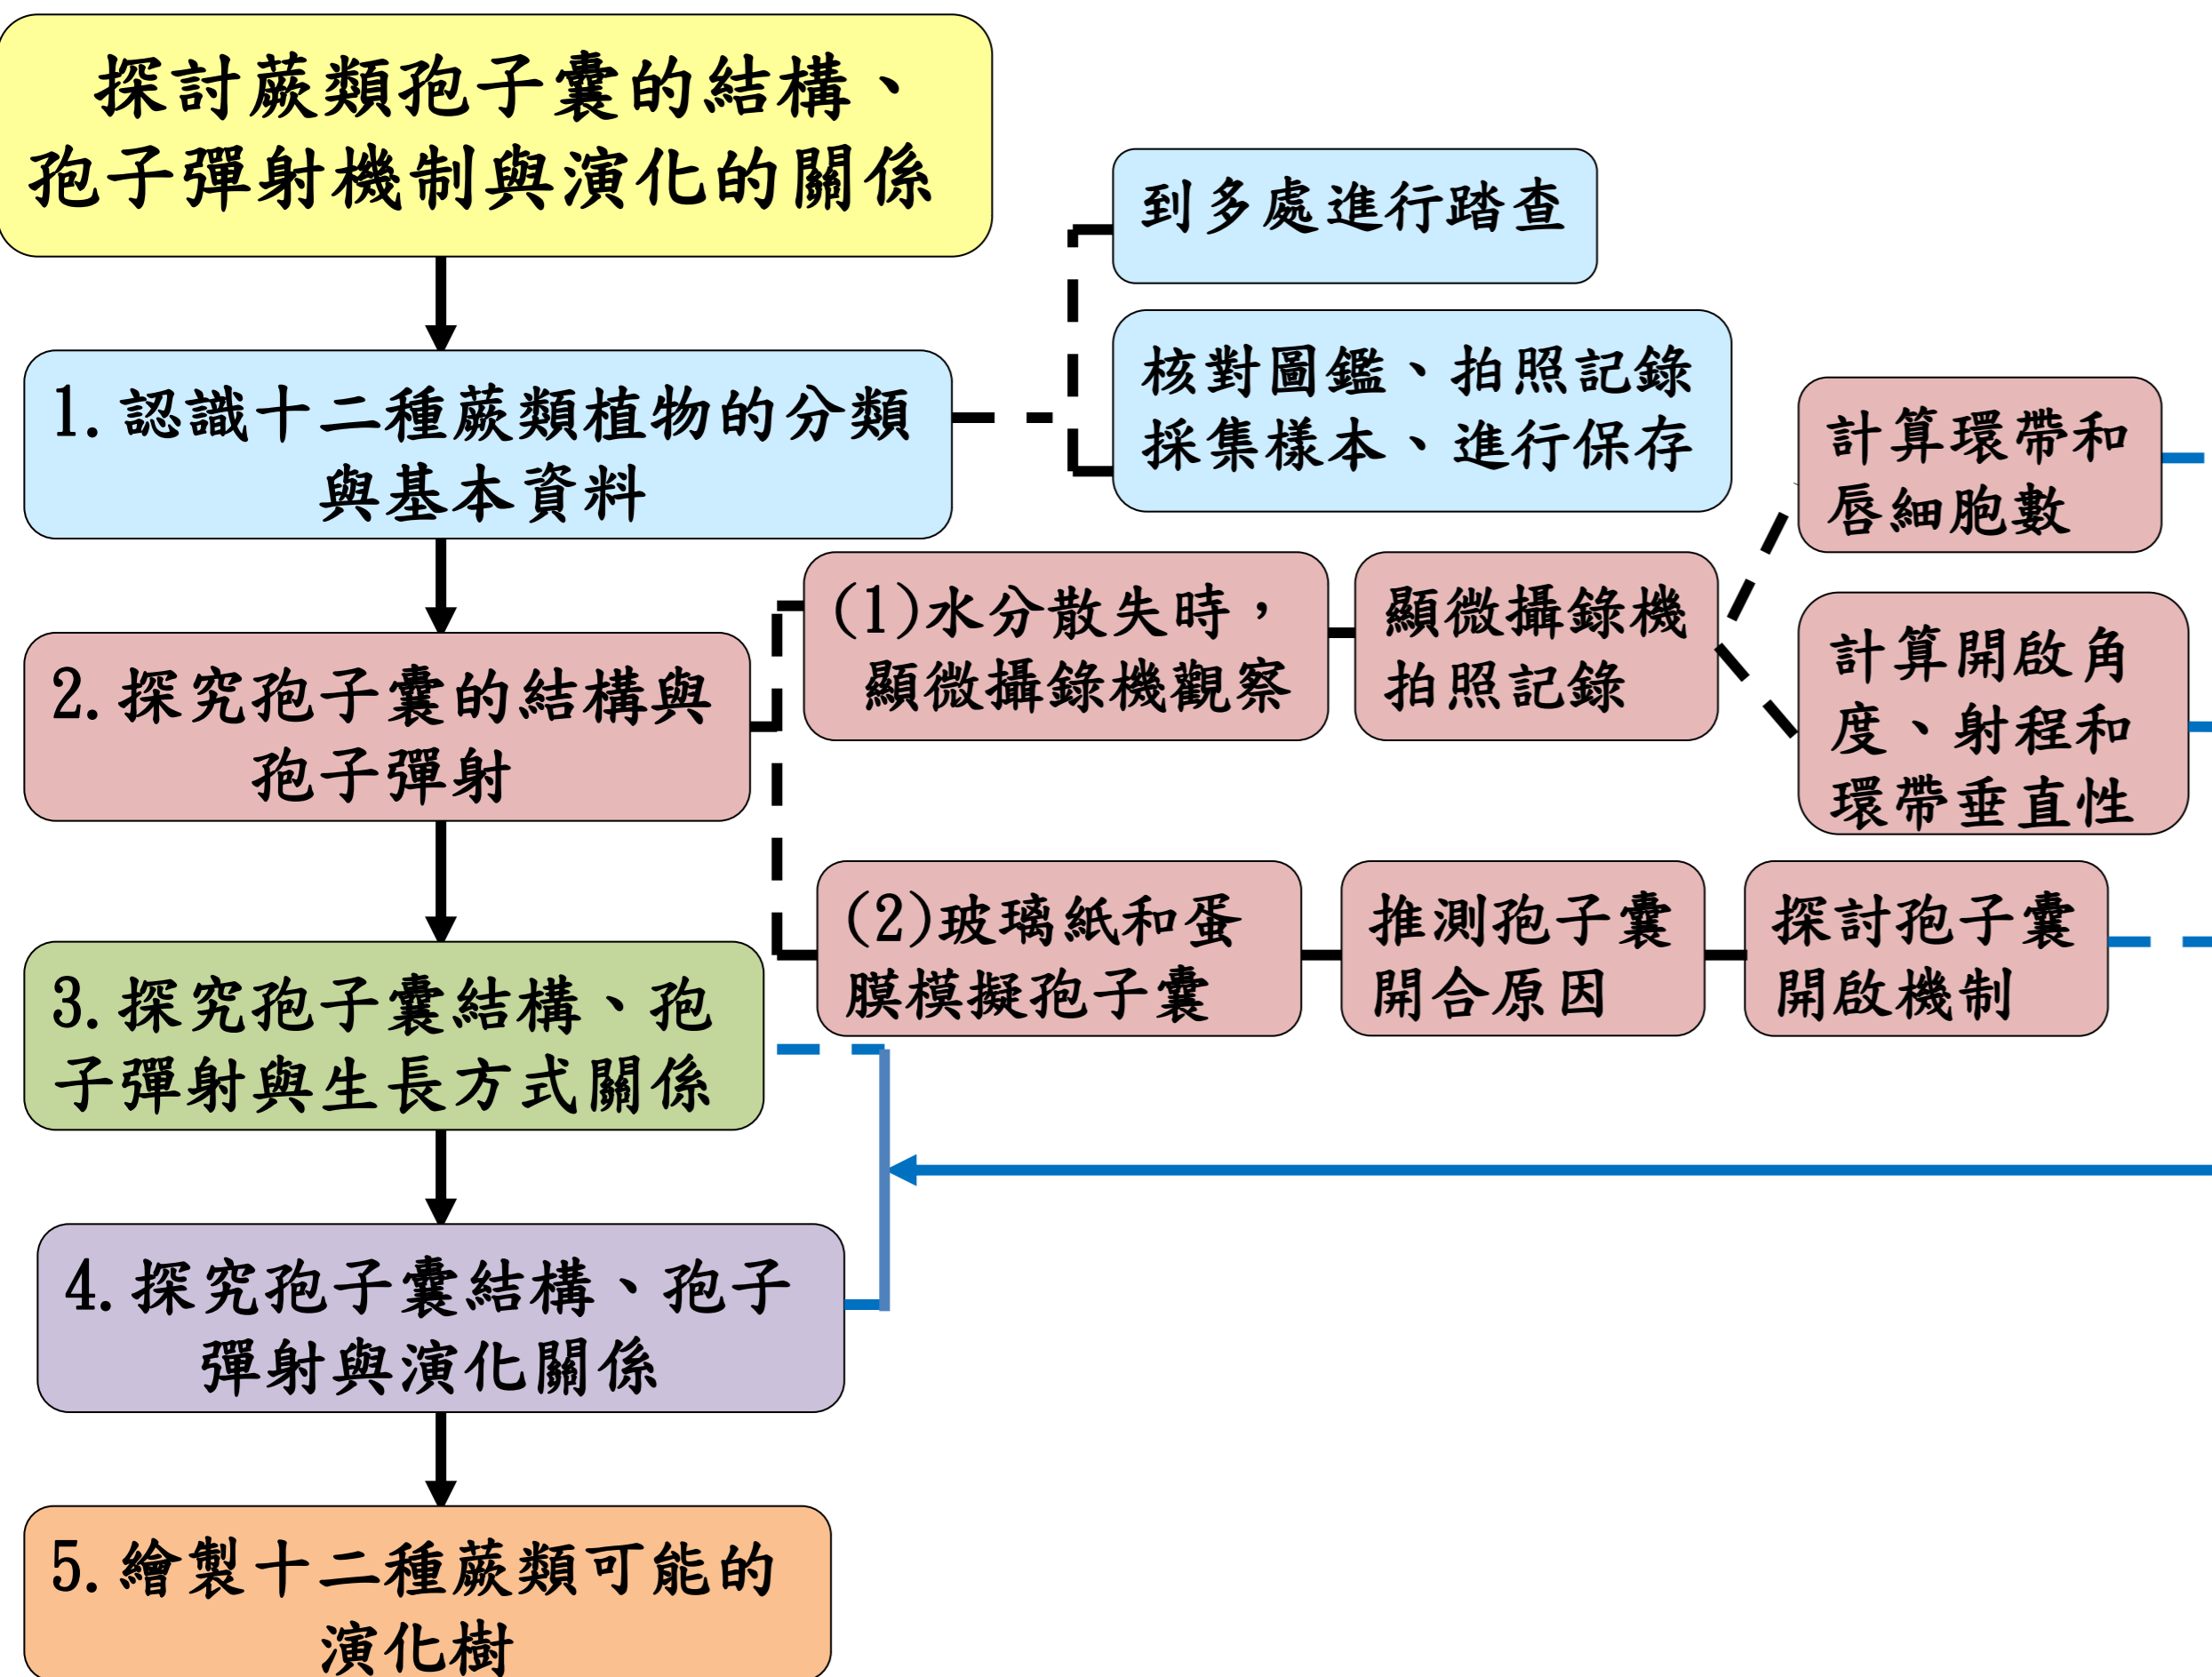 探討蕨類孢子囊的結構、
孢子彈射機制與演化的關係
到多處進行踏查
核對圖鑑、拍照記錄
採集樣本、進行保存
1.認識十二種蕨類植物的分類
與基本資料
計算環帶和
唇細胞數
2.探究孢子囊的結構與
孢子彈射
(1)水分散失時，
顯微攝錄機觀察
顯微攝錄機
拍照記錄
計算開啟角
度、射程和
環帶垂直性
(2)玻璃紙和蛋
膜模擬孢子囊
推測孢子囊
開合原因
探討孢子囊
開啟機制
3.探究孢子囊結構、孢
子彈射與生長方式關係
4.探究孢子囊結構、孢子
彈射與演化關係
5.繪製十二種蕨類可能的
演化樹